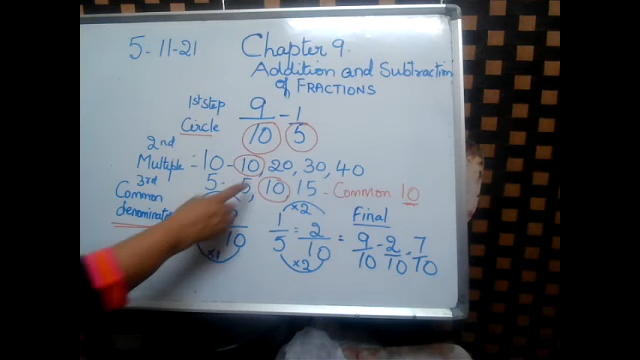 5-11-21 Chapter 9.
Addition and Subtraction
of FRACTIONS
1st step
Circle
9/10 - 1/5
2nd
Multiple = 10 - 10, 20, 30, 40
3rd 5 - 5, 10, 15 - Common 10
Common
denominator
10
×1
×2
1/5 = 2/10
×2
Final
= 9/10 - 2/10 = 7/10